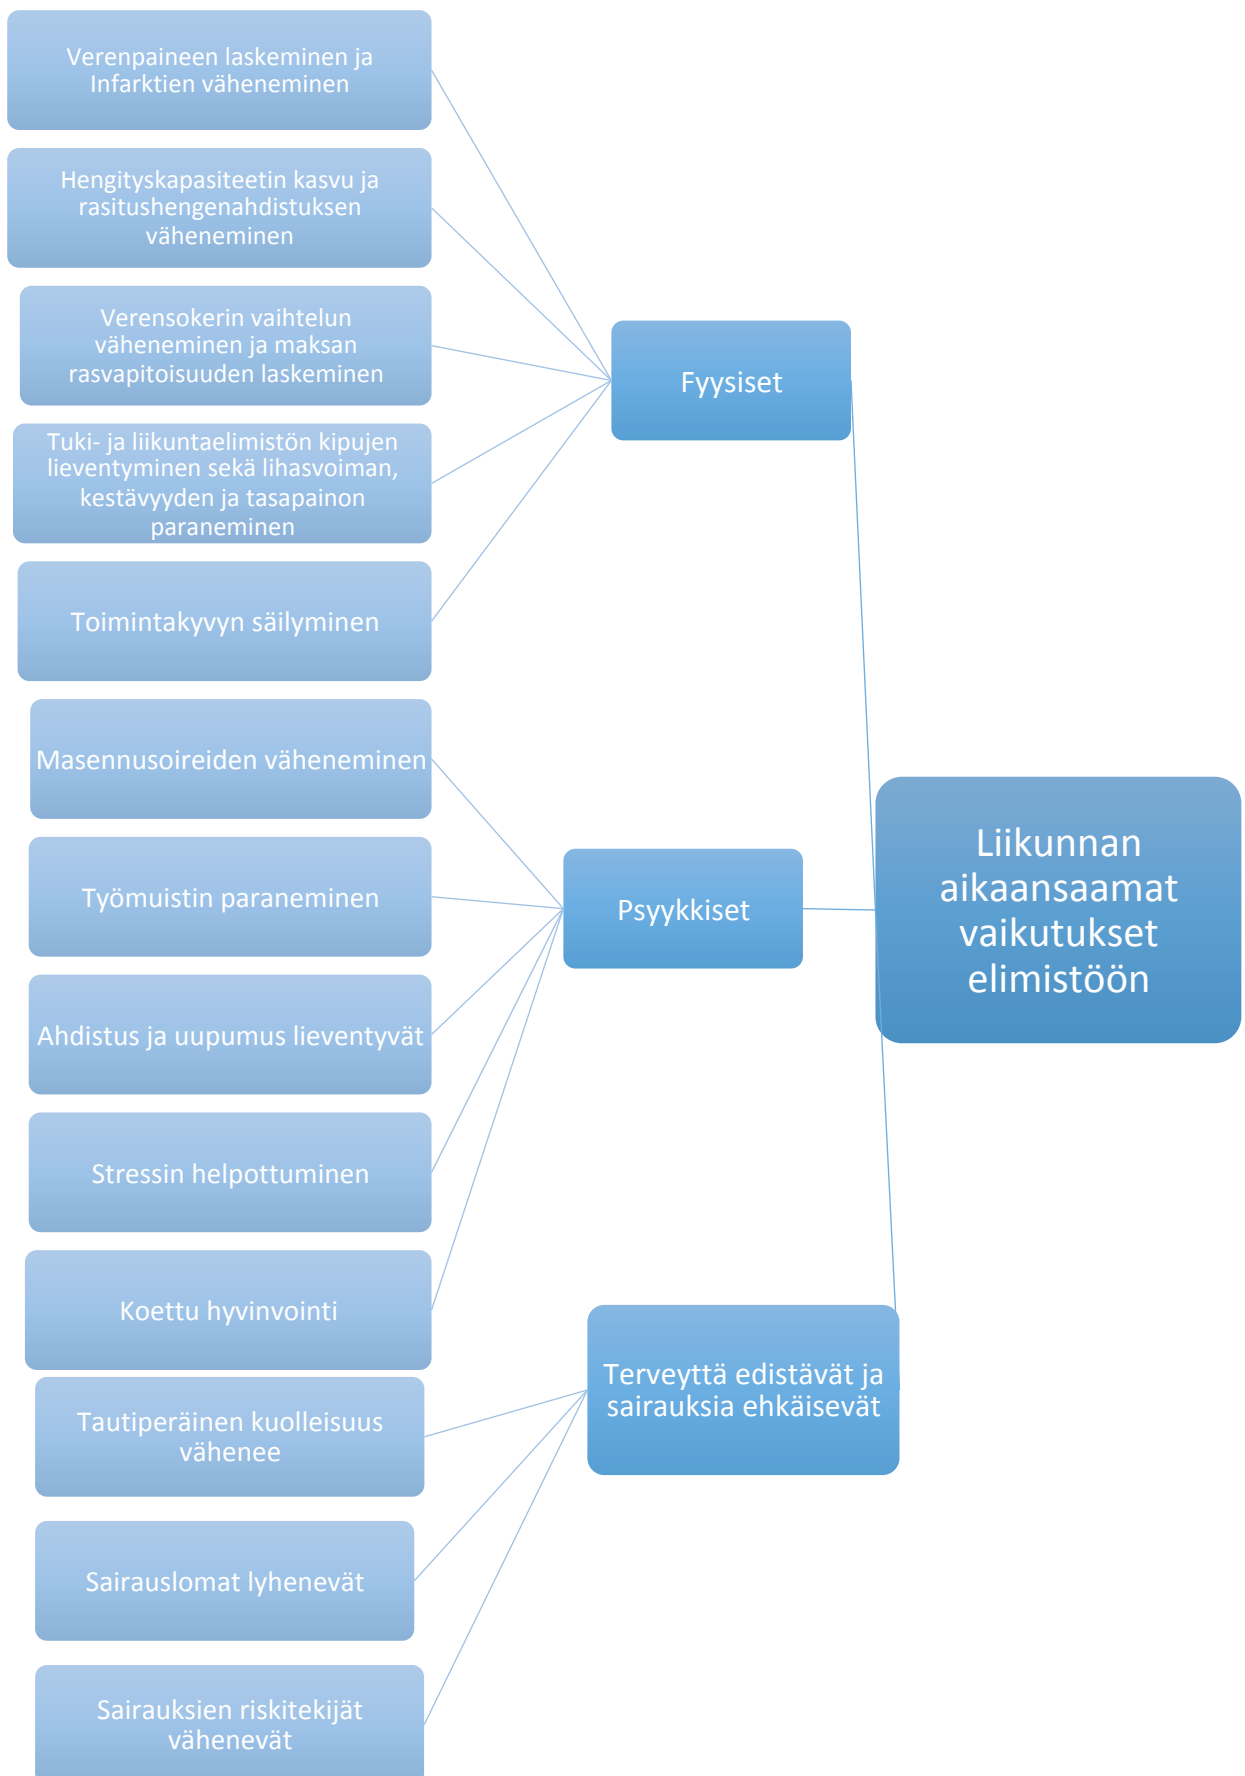 Verenpaineen laskeminen ja
Infarktien väheneminen
Hengityskapasiteetin kasvu ja
rasitushengenahdistuksen
väheneminen
Verensokerin vaihtelun
väheneminen ja maksan
rasvapitoisuuden laskeminen
Tuki- ja liikuntaelimistön kipujen
lieventyminen sekä lihasvoiman,
kestävyyden ja tasapainon
paraneminen
Toimintakyvyn säilyminen
Fyysiset
Masennusoireiden väheneminen
Työmuistin paraneminen
Ahdistus ja uupumus lieventyvät
Stressin helpottuminen
Koettu hyvinvointi
Psyykkiset
Tautiperäinen kuolleisuus
vähenee
Sairauslomat lyhenevät
Sairauksien riskitekijät
vähenevät
Terveyttä edistävät ja
sairauksia ehkäisevät
Liikunnan
aikaansaamat
vaikutukset
elimistöön